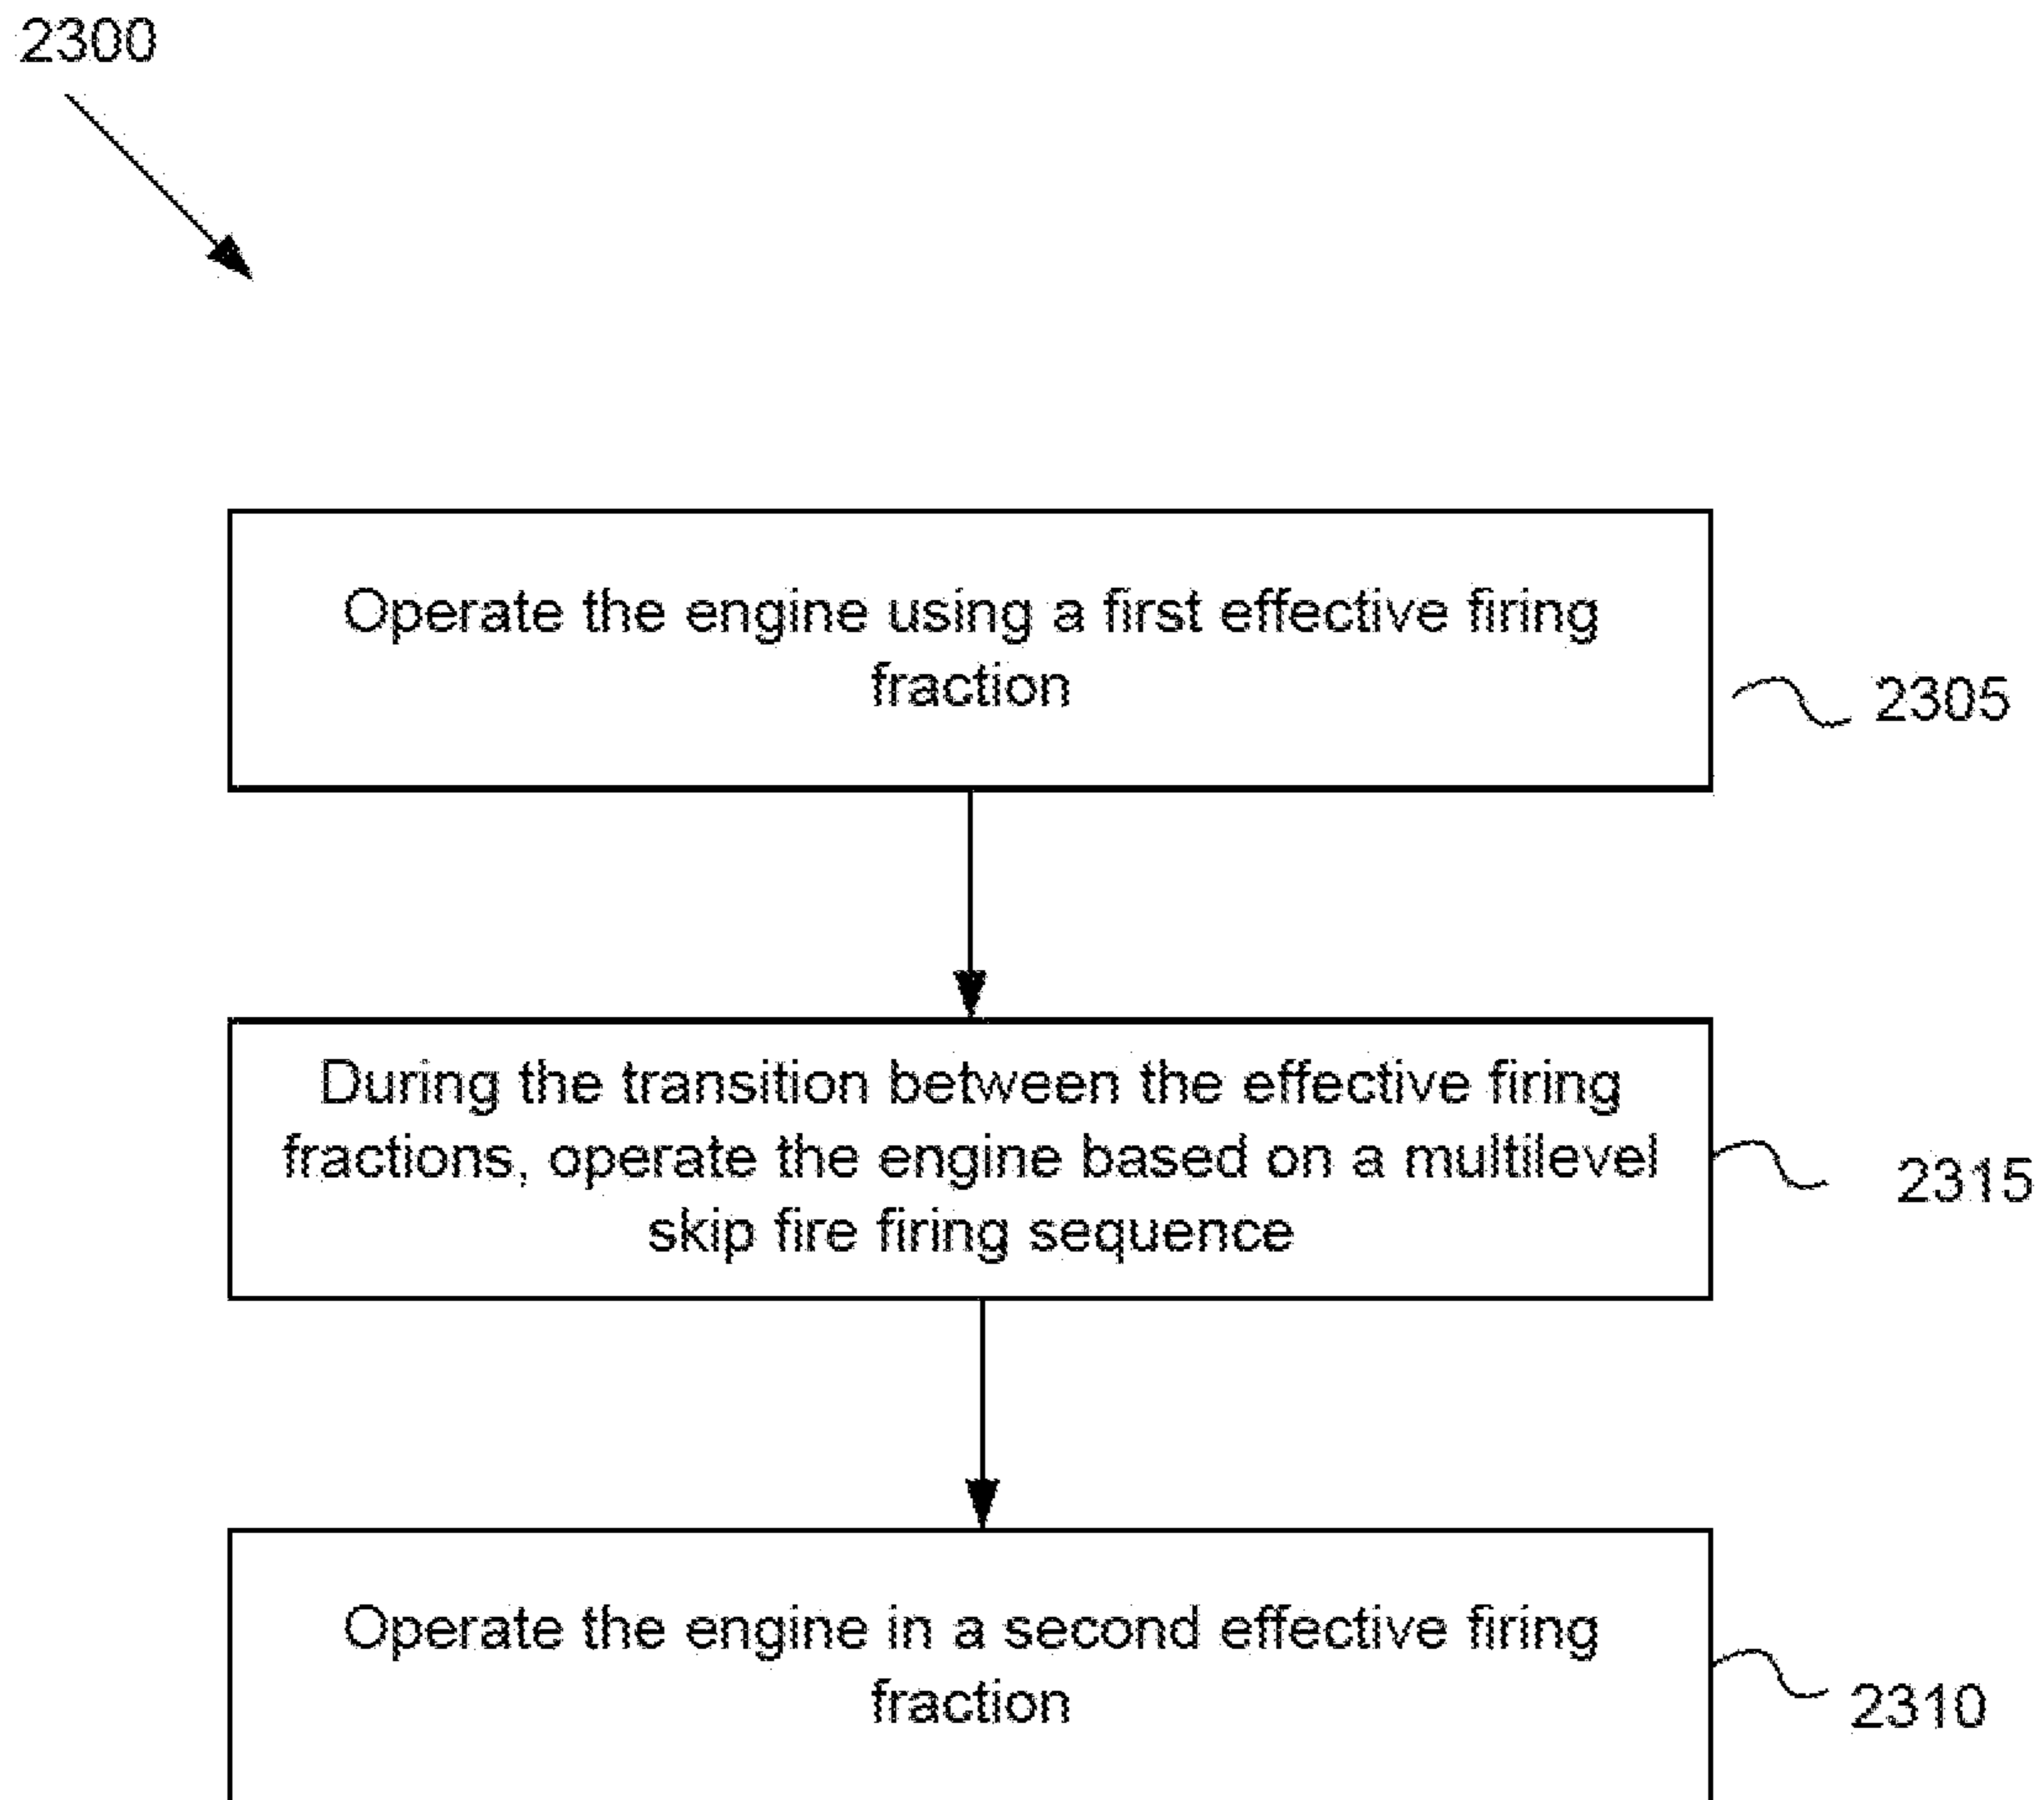 2300
Operate the engine using a first effective firing
fraction
2305
During the transition between the effective firing
fractions, operate the engine based on a multilevel
skip fire firing sequence
2315
Operate the engine in a second effective firing
fraction
2310